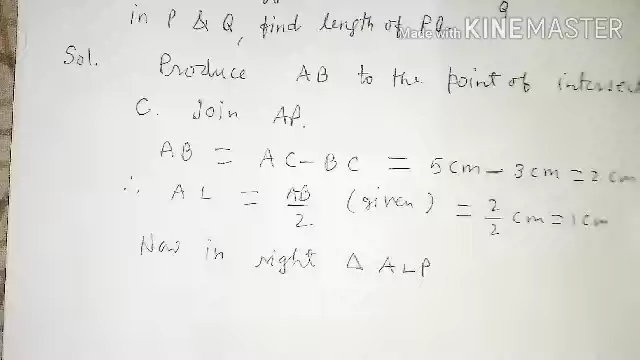 in P & Q, find length of PQ
Made with KINEMASTER
Sol. Produce AB to the point of intersect
C. Join AP.
AB = AC - BC = 5 cm - 3 cm = 2 cm
∴ AL = AB/2 (given) = 2/2 cm = 1 cm
Now in right Δ ALP